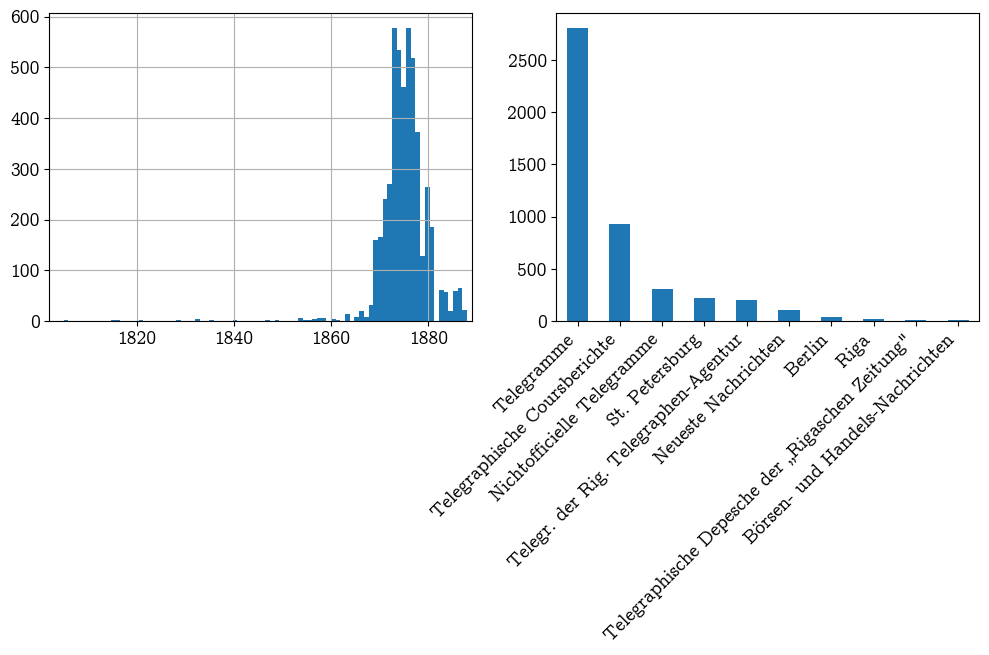 600
500
400
300
200
100
0
1820
1840
1860
1880
2500
2000
1500
1000
500
0
Telegramme
Telegraphische Coursberichte
Nichtofficielle Telegramme
St. Petersburg
Telegr. der Rig. Telegraphen-Agentur
Neueste Nachrichten
Berlin
Riga
Telegraphische Depesche der „Rigaschen Zeitung"
Börsen- und Handels-Nachrichten